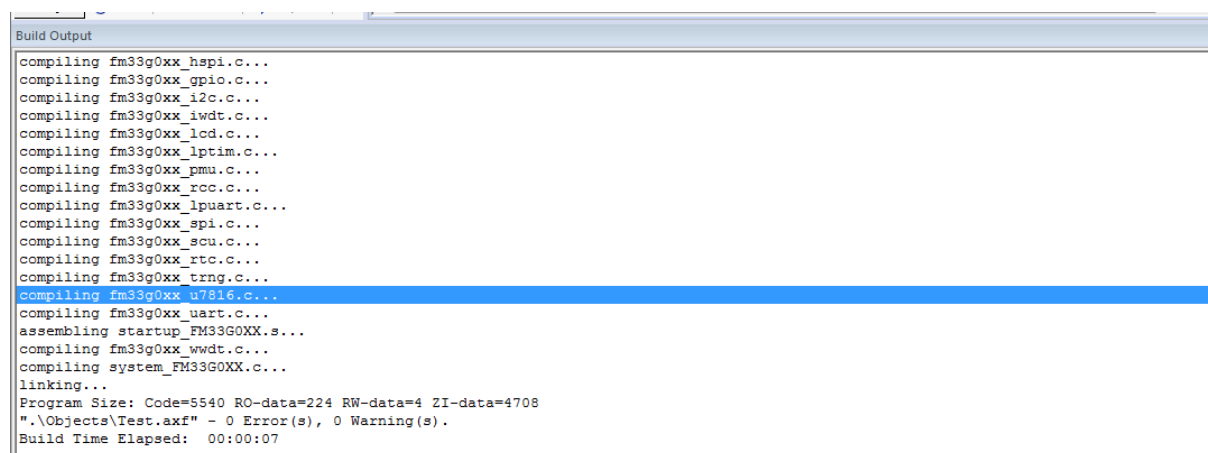 Build Output
compiling fm33g0xx_hspi.c...
compiling fm33g0xx_gpio.c...
compiling fm33g0xx_i2c.c...
compiling fm33g0xx_iwdt.c...
compiling fm33g0xx_lcd.c...
compiling fm33g0xx_lptim.c...
compiling fm33g0xx_pmu.c...
compiling fm33g0xx_rcc.c...
compiling fm33g0xx_lpuart.c...
compiling fm33g0xx_spi.c...
compiling fm33g0xx_scu.c...
compiling fm33g0xx_rtc.c...
compiling fm33g0xx_trng.c...
compiling fm33g0xx_u7816.c...
compiling fm33g0xx_uart.c...
assembling startup_FM33G0XX.s...
compiling fm33g0xx_wwdt.c...
compiling system_FM33G0XX.c...
linking...
Program Size: Code=5540 RO-data=224 RW-data=4 ZI-data=4708
".\Objects\Test.axf" - 0 Error(s), 0 Warning(s).
Build Time Elapsed:  00:00:07